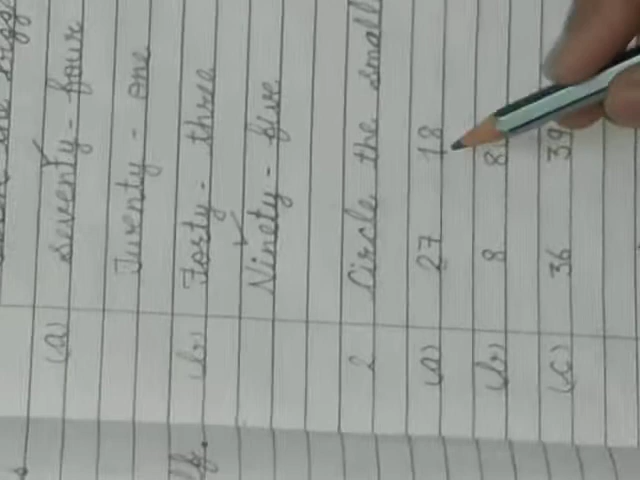 (a) Seventy - four
Twenty - one
(b) Forty - three
Ninety - five
2 Circle the small
(a) 27 18
(b) 8 8
(c) 36 39